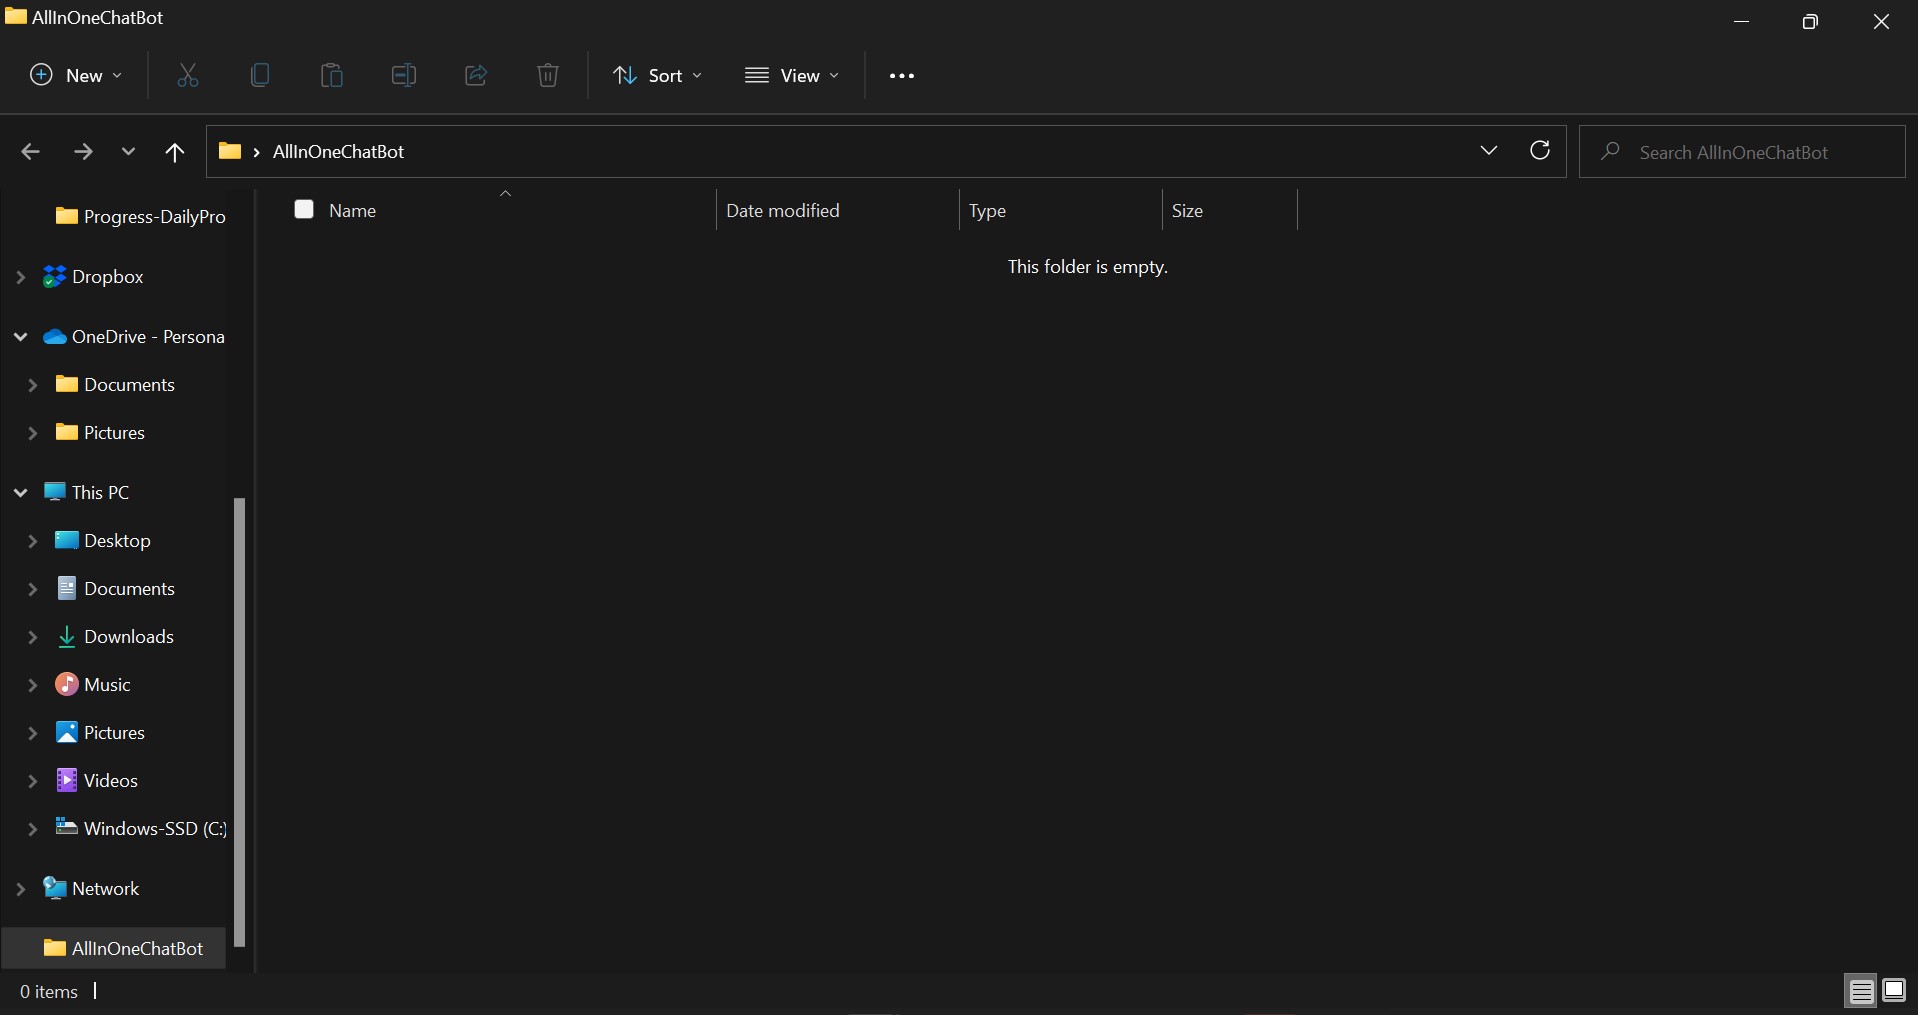 AllInOneChatBot
New
Sort
View
AllInOneChatBot
Search AllInOneChatBot
Name
Date modified
Type
Size
This folder is empty.
Progress-DailyPro
Dropbox
OneDrive - Persona
Documents
Pictures
This PC
Desktop
Documents
Downloads
Music
Pictures
Videos
Windows-SSD (C:)
Network
AllInOneChatBot
0 items